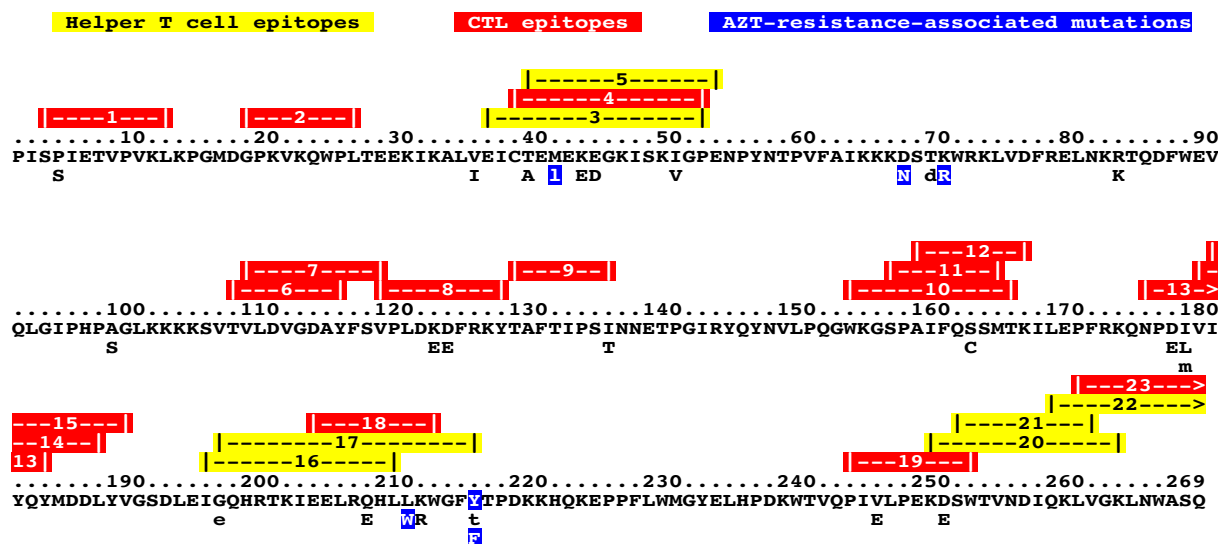 Helper T cell epitopes CTL epitopes AZT-resistance-associated mutations
|------5------|
|----1---| |---2---| |------4------|
|-------3-------|
........10........20........30........40........50........60........70........80........90
PISPIETVPVKLKPGMDGPKVKQWPLTEEKIKALVEICTEMEKEGKISKIGPENPYNTPVFAIKKKDSTKWRKLVDFRELNKRTQDFWEV
S I A l ED V N dR K
|---12--| |
|----7----| |---9--| |---11--| |-
|---6---| |----8---| |-----10----| |-13->
.......100.......110.......120.......130.......140.......150.......160.......170.......180
QLGIPHPAGLKKKKSVTVLDVGDAYFSVPLDKDFRKYTAFTIPSINNETPGIRYQYNVLPQGWKGSPAIFQSSMTKILEPFRKQNPDIVI
S EE T C EL
m
|---23--->
|----22---->
---15---| |---18---| |----21---|
--14--| |--------17--------| |------20-----|
13| |------16-----| |---19---|
.......190.......200.......210.......220.......230.......240.......250.......260......269
YQYMDDLYVGSDLEIGQHRTKIEELRQHLLKWGFYTPDKKHQKEPPFLWMGYELHPDKWTVQPIVLPEKDSWTVNDIQKLVGKLNWASQ
e E WR t E E
F